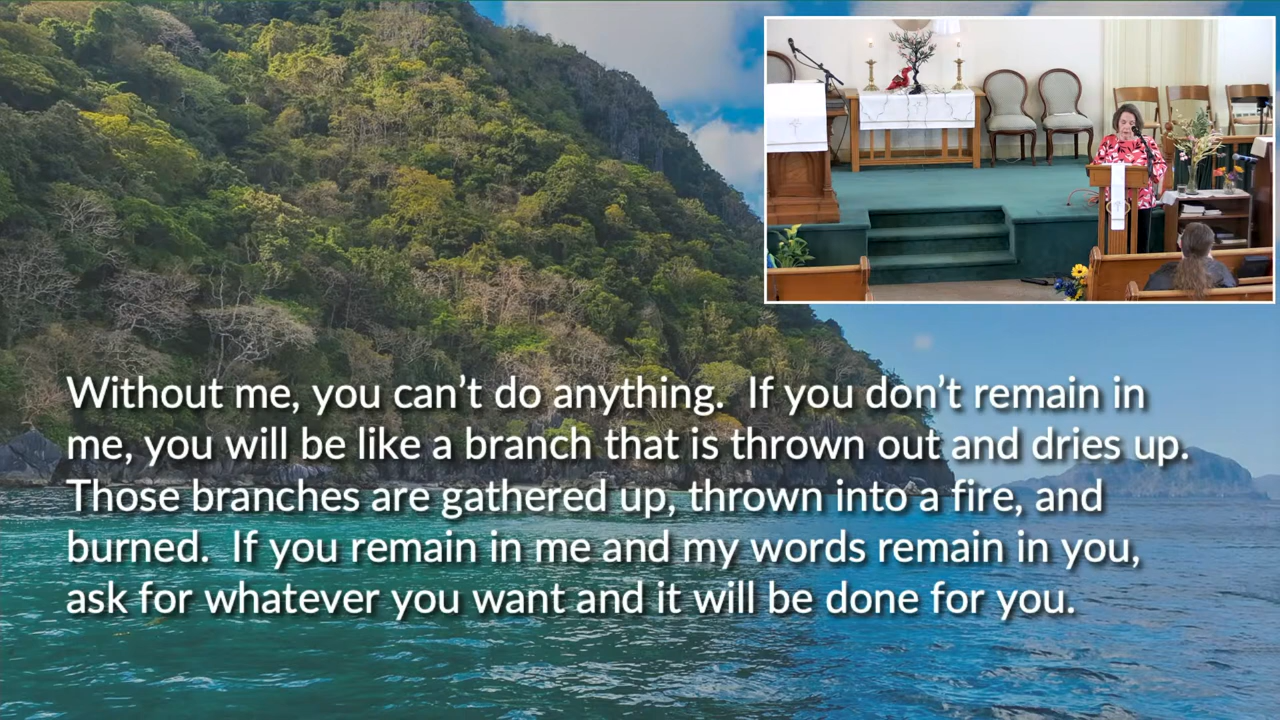 Without me, you can’t do anything.  If you don’t remain in
me, you will be like a branch that is thrown out and dries up.
Those branches are gathered up, thrown into a fire, and
burned.  If you remain in me and my words remain in you,
ask for whatever you want and it will be done for you.